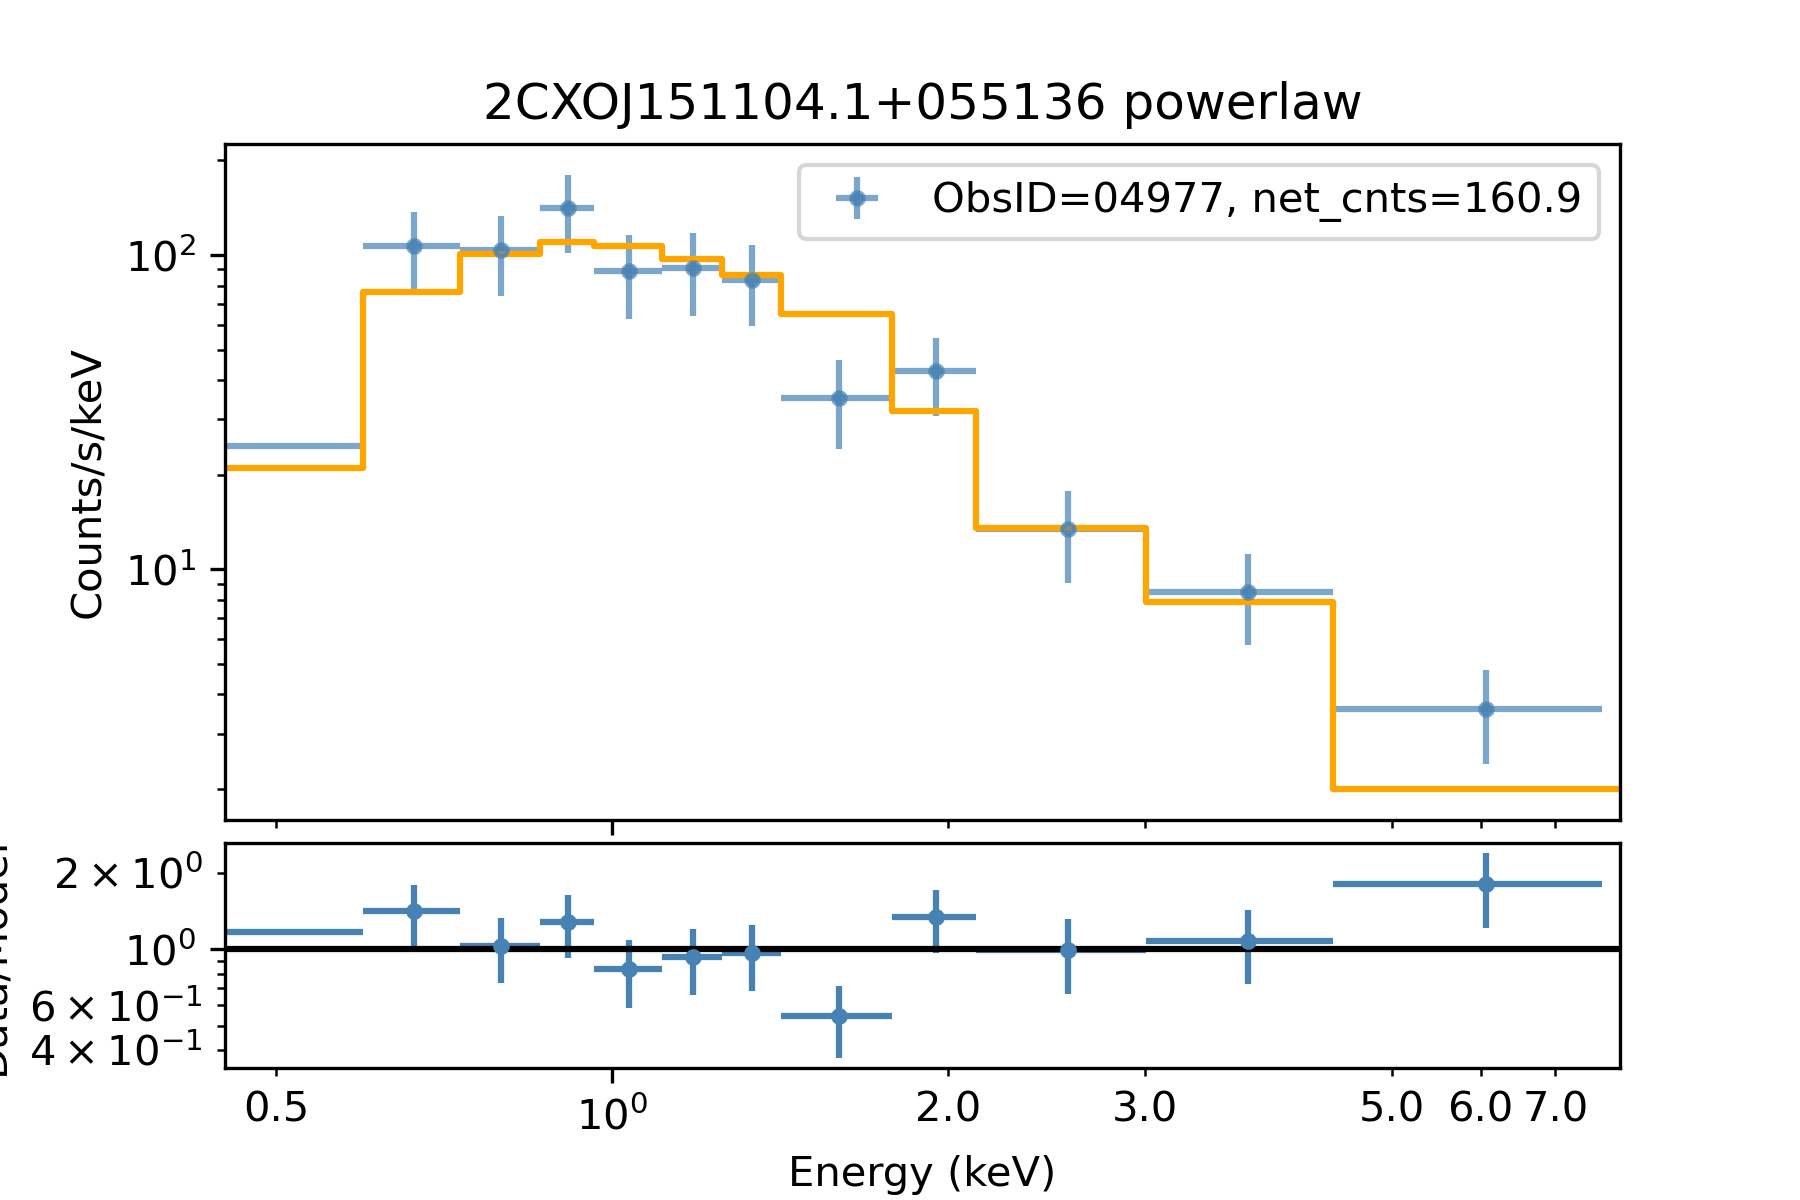 2CXOJ151104.1+055136 powerlaw
ObsID=04977, net_cnts=160.9
Counts/s/keV
10²
10¹
2×10⁰
10⁰
6×10⁻¹
4×10⁻¹
0.5 10⁰ 2.0 3.0 5.0 6.0 7.0
Energy (keV)